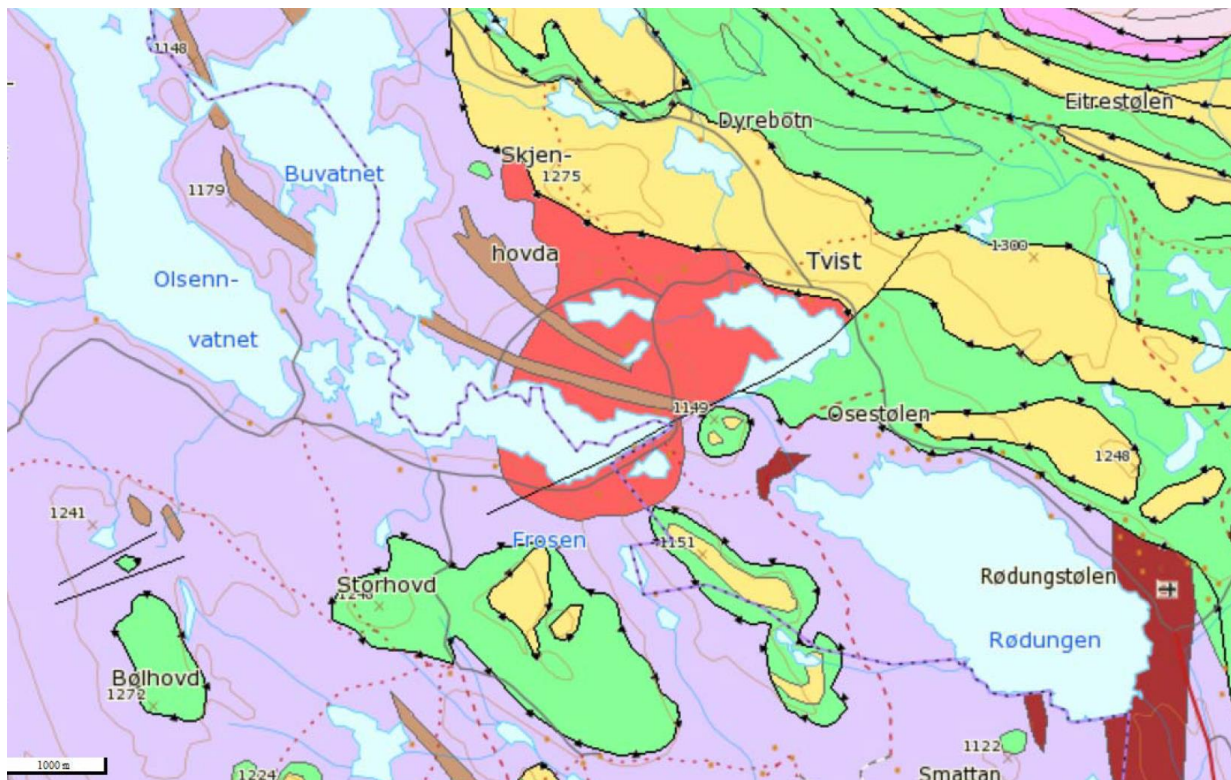 1148
Eitrestølen
Dyrebötn
Skjen-
Buvatnet
1275
1179
hovda
1300
Tvist
Olsenn-
vatnet
1149
Osestølen
1248
1241
Frosen
1151
Storhovd
Rødungstølen
Rødungen
Bølhovd
1272
1122
1224
Smattan
1000 m